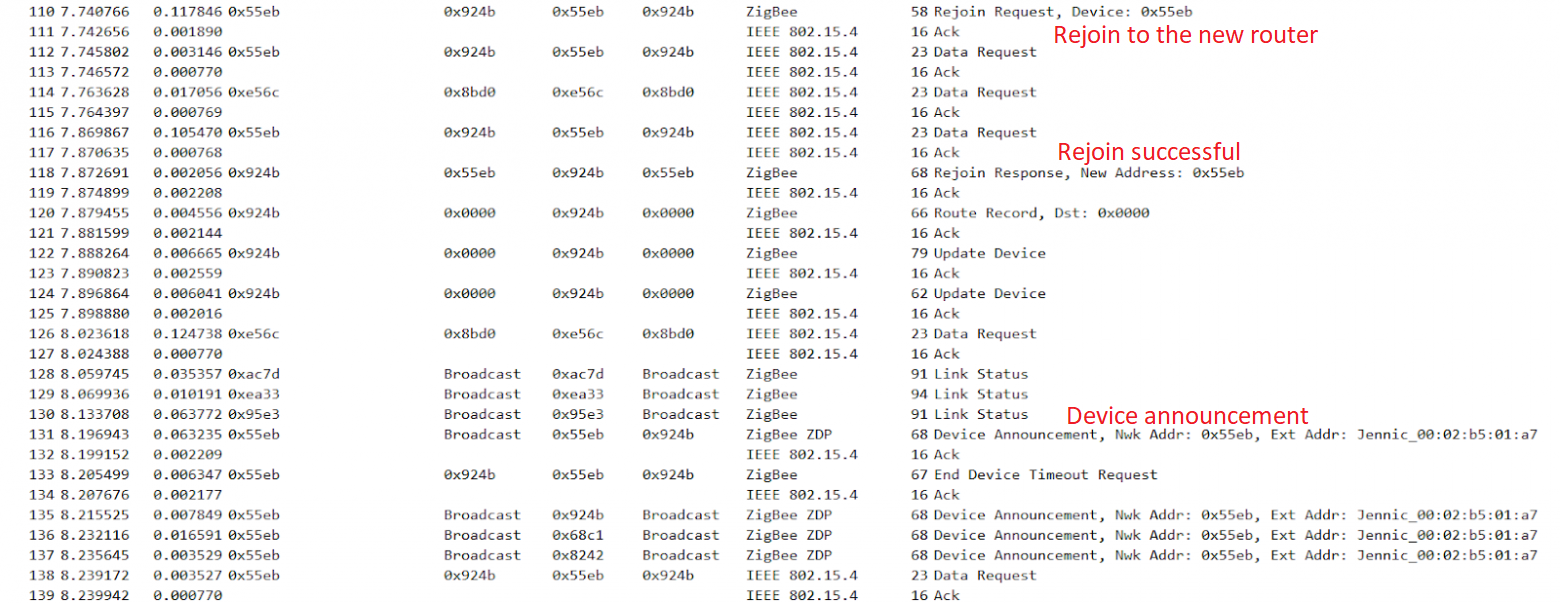 110 7.740766 0.117846 0x55eb 0x924b 0x55eb 0x924b ZigBee 58 Rejoin Request, Device: 0x55eb
111 7.742656 0.001890 IEEE 802.15.4 16 Ack
Rejoin to the new router
112 7.745802 0.003146 0x55eb 0x924b 0x55eb 0x924b IEEE 802.15.4 23 Data Request
113 7.746572 0.000770 IEEE 802.15.4 16 Ack
114 7.763628 0.017056 0xe56c 0x8bd0 0xe56c 0x8bd0 IEEE 802.15.4 23 Data Request
115 7.764397 0.000769 IEEE 802.15.4 16 Ack
116 7.869867 0.105470 0x55eb 0x924b 0x55eb 0x924b IEEE 802.15.4 23 Data Request
117 7.870635 0.000768 IEEE 802.15.4 16 Ack
Rejoin successful
118 7.872691 0.002056 0x924b 0x55eb 0x924b 0x55eb ZigBee 68 Rejoin Response, New Address: 0x55eb
119 7.874899 0.002208 IEEE 802.15.4 16 Ack
120 7.879455 0.004556 0x924b 0x0000 0x924b 0x0000 ZigBee 66 Route Record, Dst: 0x0000
121 7.881599 0.002144 IEEE 802.15.4 16 Ack
122 7.888264 0.006665 0x924b 0x0000 0x924b 0x0000 ZigBee 79 Update Device
123 7.890823 0.002559 IEEE 802.15.4 16 Ack
124 7.896864 0.006041 0x924b 0x0000 0x924b 0x0000 ZigBee 62 Update Device
125 7.898880 0.002016 IEEE 802.15.4 16 Ack
126 8.023618 0.124738 0xe56c 0x8bd0 0xe56c 0x8bd0 IEEE 802.15.4 23 Data Request
127 8.024388 0.000770 IEEE 802.15.4 16 Ack
128 8.059745 0.035357 0xac7d Broadcast 0xac7d Broadcast ZigBee 91 Link Status
129 8.069936 0.010191 0xea33 Broadcast 0xea33 Broadcast ZigBee 94 Link Status
130 8.133708 0.063772 0x95e3 Broadcast 0x95e3 Broadcast ZigBee 91 Link Status
Device announcement
131 8.196943 0.063235 0x55eb Broadcast 0x55eb 0x924b ZigBee ZDP 68 Device Announcement, Nwk Addr: 0x55eb, Ext Addr: Jennic_00:02:b5:01:a7
132 8.199152 0.002209 IEEE 802.15.4 16 Ack
133 8.205499 0.006347 0x55eb 0x924b 0x55eb 0x924b ZigBee 67 End Device Timeout Request
134 8.207676 0.002177 IEEE 802.15.4 16 Ack
135 8.215525 0.007849 0x55eb Broadcast 0x924b Broadcast ZigBee ZDP 68 Device Announcement, Nwk Addr: 0x55eb, Ext Addr: Jennic_00:02:b5:01:a7
136 8.232116 0.016591 0x55eb Broadcast 0x68c1 Broadcast ZigBee ZDP 68 Device Announcement, Nwk Addr: 0x55eb, Ext Addr: Jennic_00:02:b5:01:a7
137 8.235645 0.003529 0x55eb Broadcast 0x8242 Broadcast ZigBee ZDP 68 Device Announcement, Nwk Addr: 0x55eb, Ext Addr: Jennic_00:02:b5:01:a7
138 8.239172 0.003527 0x55eb 0x924b 0x55eb 0x924b IEEE 802.15.4 23 Data Request
139 8.239942 0.000770 IEEE 802.15.4 16 Ack